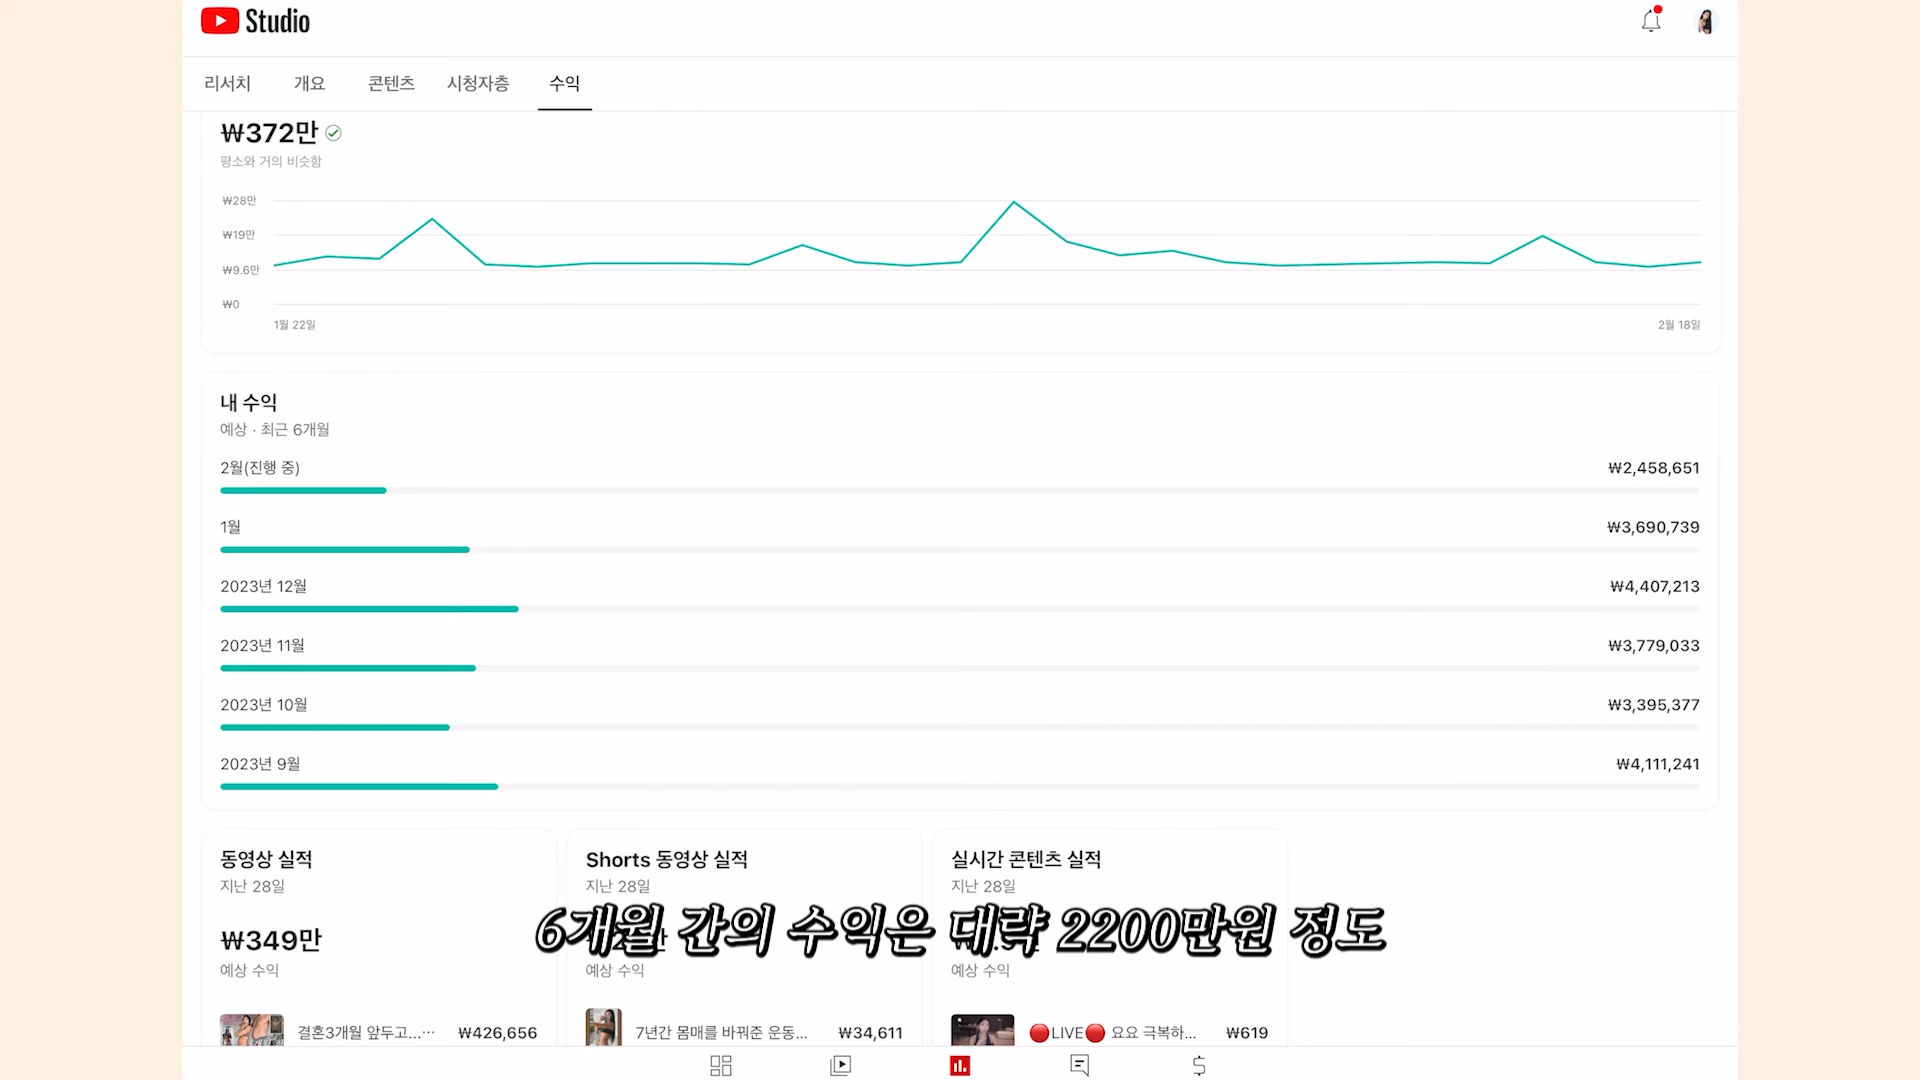 Studio
리서치 개요 콘텐츠 시청자층 수익
₩372만
평소와 거의 비슷함
₩28만
₩19만
₩9.6만
₩0
1월 22일 2월 18일
내 수익
예상 · 최근 6개월
2월(진행 중) ₩2,458,651
1월 ₩3,690,739
2023년 12월 ₩4,407,213
2023년 11월 ₩3,779,033
2023년 10월 ₩3,395,377
2023년 9월 ₩4,111,241
동영상 실적
지난 28일
₩349만
예상 수익
결혼3개월 앞두고...… ₩426,656
Shorts 동영상 실적
지난 28일
예상 수익
7년간 몸매를 바꿔준 운동... ₩34,611
실시간 콘텐츠 실적
지난 28일
예상 수익
🔴LIVE🔴 요요 극복하... ₩619
6개월 간의 수익은 대략 2200만원 정도